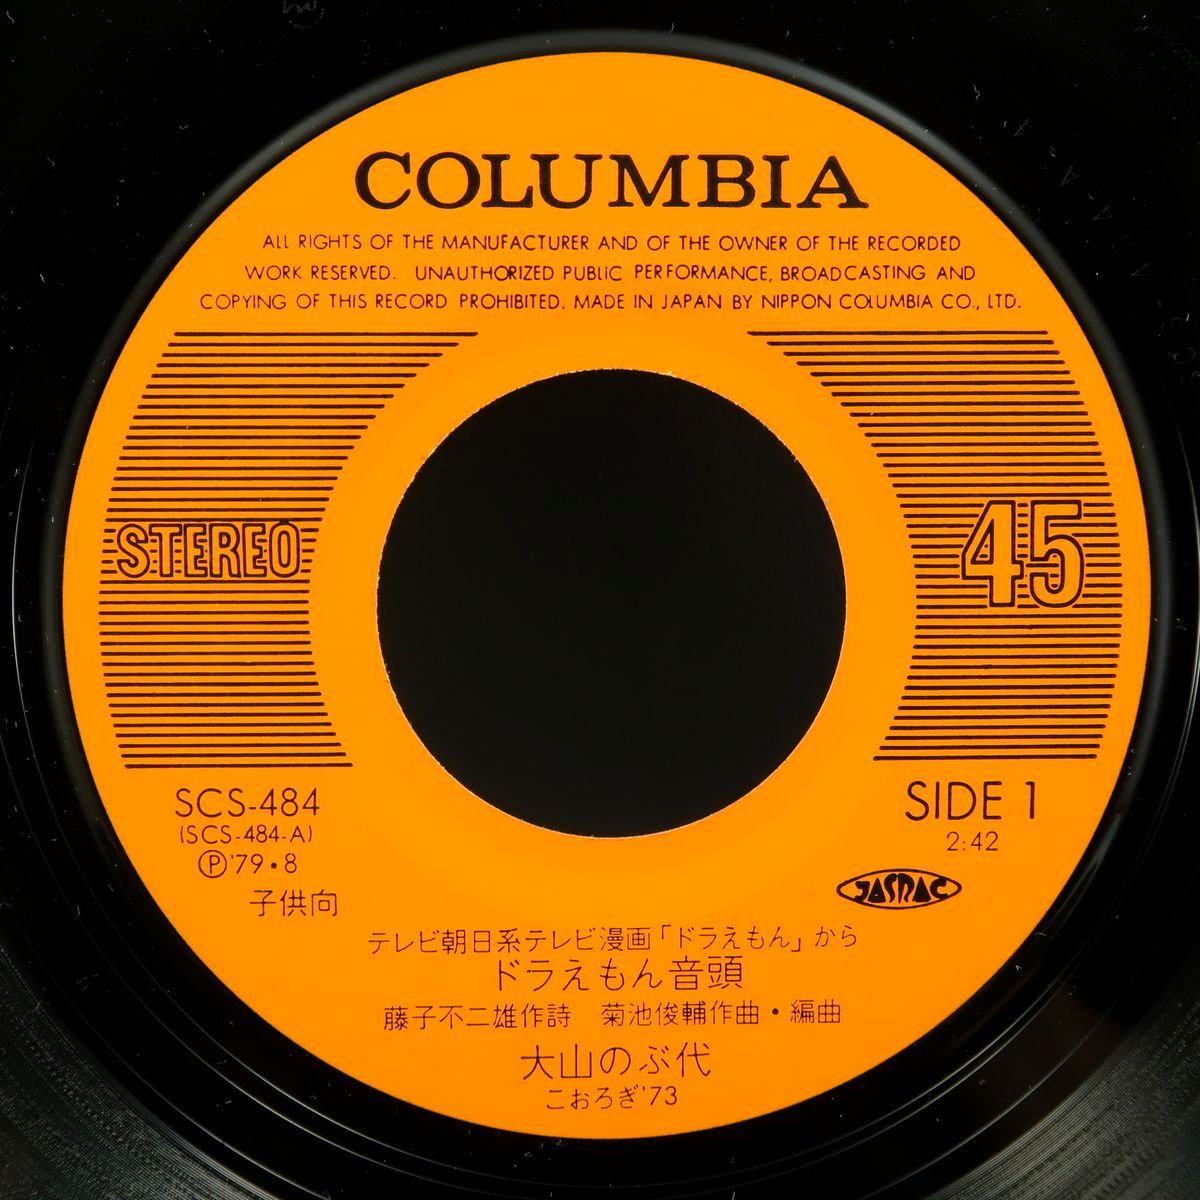 COLUMBIA
ALL RIGHTS OF THE MANUFACTURER AND OF THE OWNER OF THE RECORDED
WORK RESERVED. UNAUTHORIZED PUBLIC PERFORMANCE, BROADCASTING AND
COPYING OF THIS RECORD PROHIBITED. MADE IN JAPAN BY NIPPON COLUMBIA CO., LTD.
STEREO
45
SCS-484
(SCS-484-A)
Ⓟ'79・8
子供向
SIDE 1
2:42
JASRAC
テレビ朝日系テレビ漫画「ドラえもん」から
ドラえもん音頭
藤子不二雄作詩 菊池俊輔作曲・編曲
大山のぶ代
こおろぎ'73